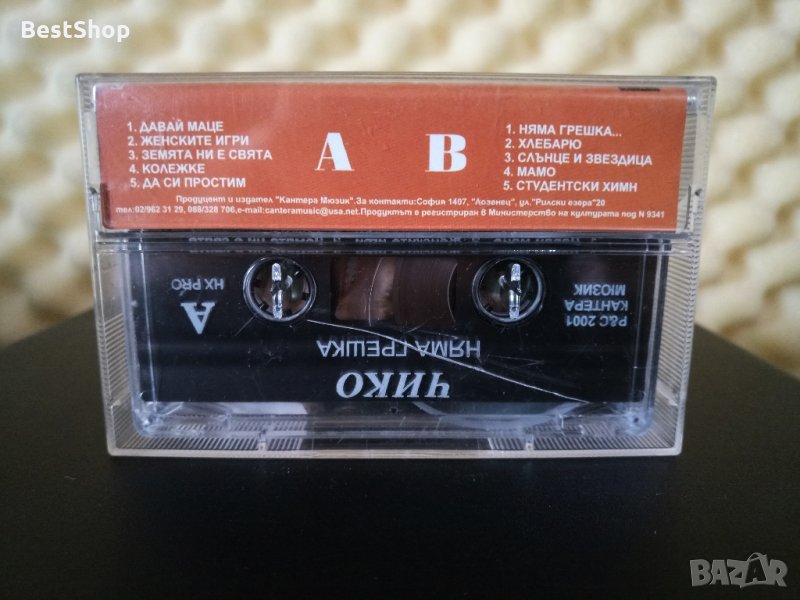 BestShop
1. ДАВАЙ МАЦЕ
2. ЖЕНСКИТЕ ИГРИ
3. ЗЕМЯТА НИ Е СВЯТА
4. КОЛЕЖКЕ
5. ДА СИ ПРОСТИМ
A B
1. НЯМА ГРЕШКА...
2. ХЛЕБАРЮ
3. СЛЪНЦЕ И ЗВЕЗДИЦА
4. МАМО
5. СТУДЕНТСКИ ХИМН
Продуцент и издател "Кантера Мюзик".За контакти:София 1407, "Лозенец", ул."Рилски езера"20
тел:02/962 31 29, 088/328 706,e-mail:canteramusic@usa.net.Продуктът е регистриран в Министерство на културата под N 9341
ЧИКО
НЯМА ГРЕШКА
P&C 2001
КАНТЕРА
МЮЗИК
A
HX PRO
BAZAR